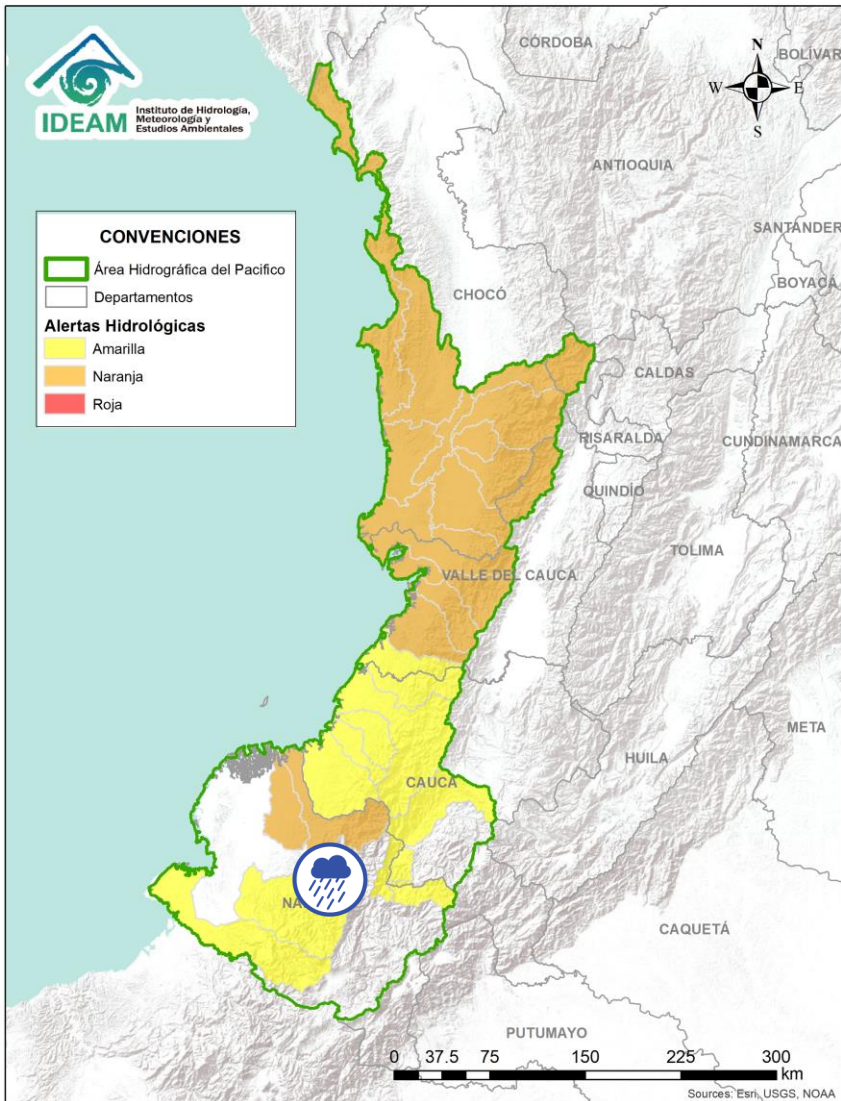 IDEAM
Instituto de Hidrología,
Meteorología y
Estudios Ambientales
CÓRDOBA
BOLÍVAR
N
W E
S
ANTIOQUIA
SANTANDER
BOYACÁ
CONVENCIONES
Área Hidrográfica del Pacifico
Departamentos
Alertas Hidrológicas
Amarilla
Naranja
Roja
CHOCÓ
CALDAS
RISARALDA
CUNDINAMARCA
QUINDÍO
TOLIMA
VALLE DEL CAUCA
META
HUILA
CAUCA
NA
CAQUETÁ
PUTUMAYO
0 37.5 75 150 225 300
km
Sources: Esri, USGS, NOAA